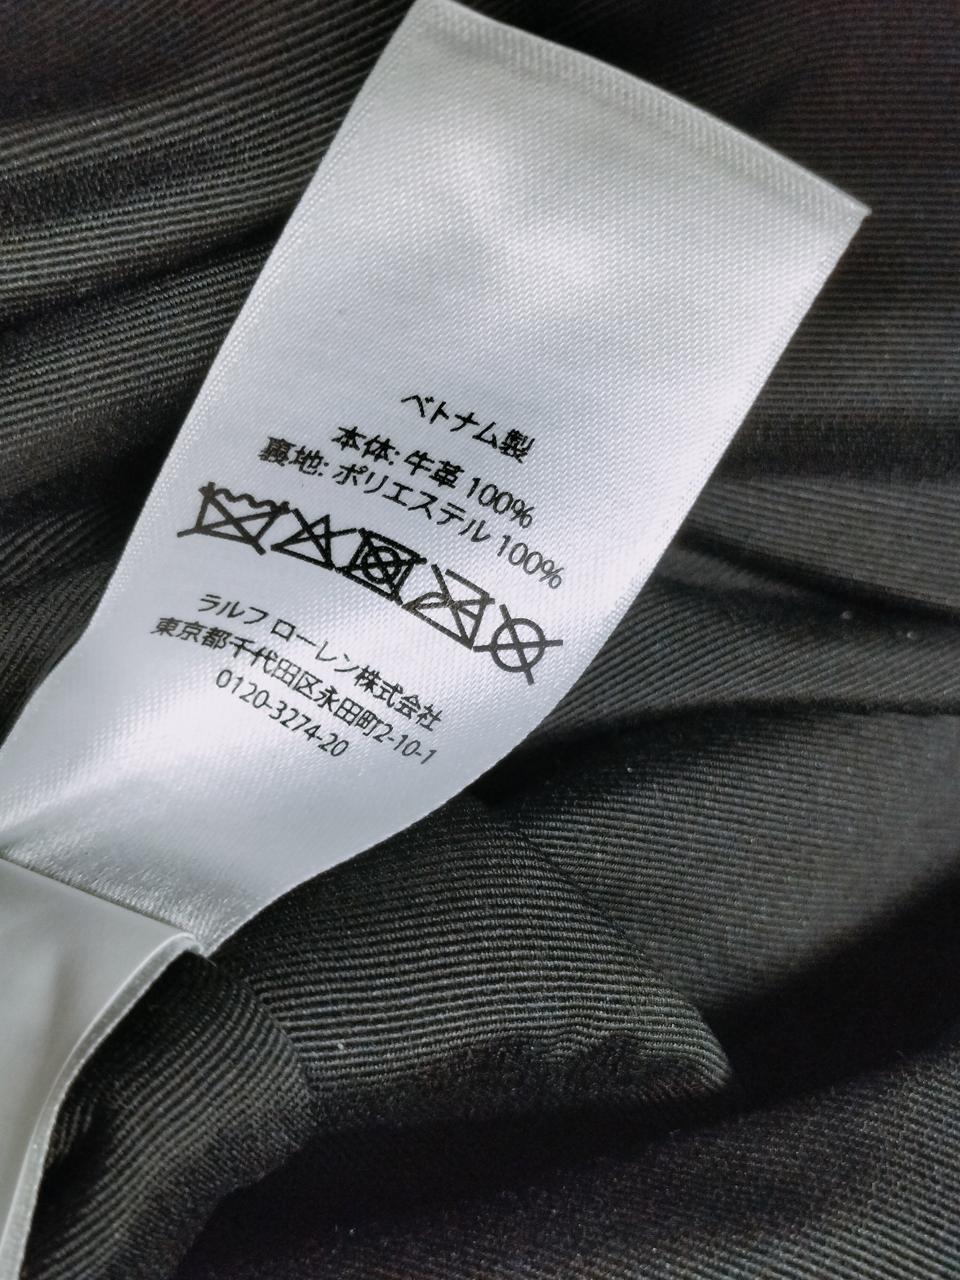 ベトナム製
本体: 牛革 100%
裏地: ポリエステル 100%
ラルフ ローレン株式会社
東京都千代田区永田町2-10-1
0120-3274-20